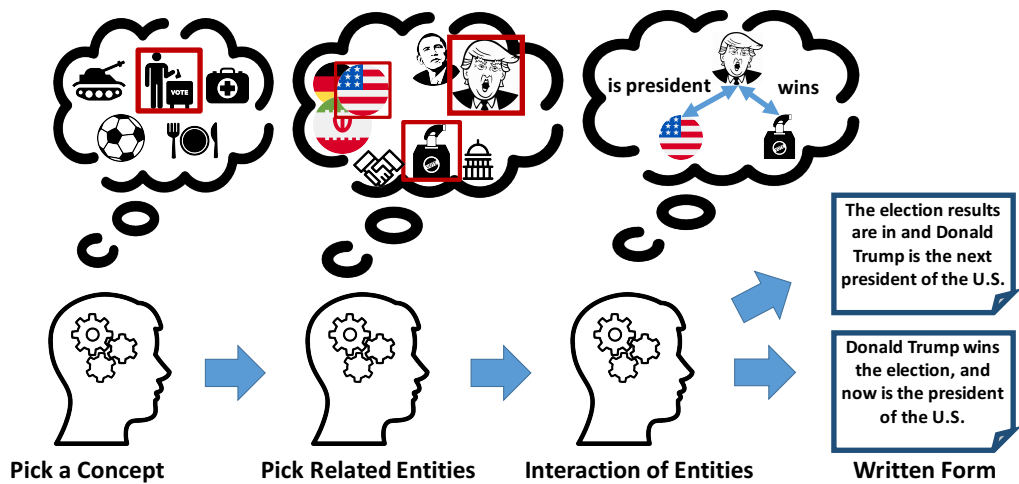 VOTE
is president
wins
The election results
are in and Donald
Trump is the next
president of the U.S.
Donald Trump wins
the election, and
now is the president
of the U.S.
Pick a Concept
Pick Related Entities
Interaction of Entities
Written Form